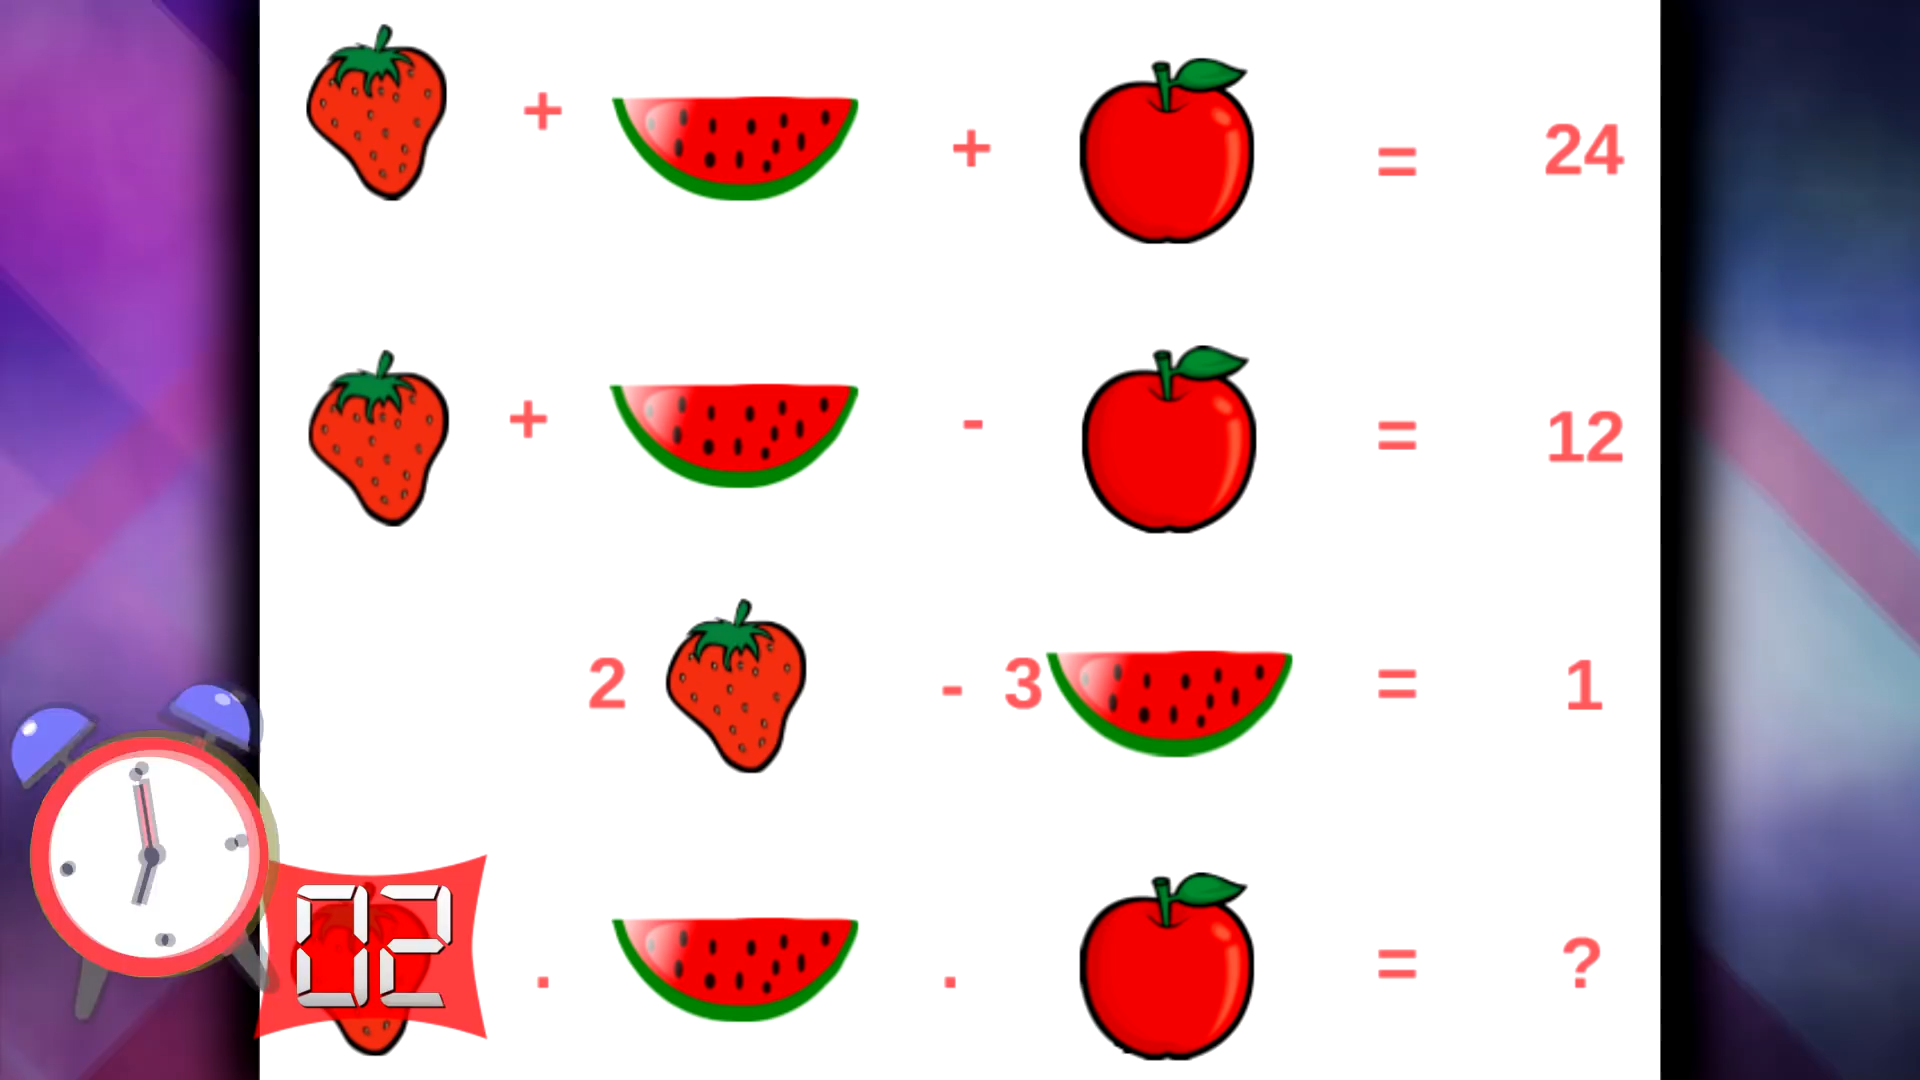 + + = 24
+ - = 12
2 - 3 = 1
02 . . = ?